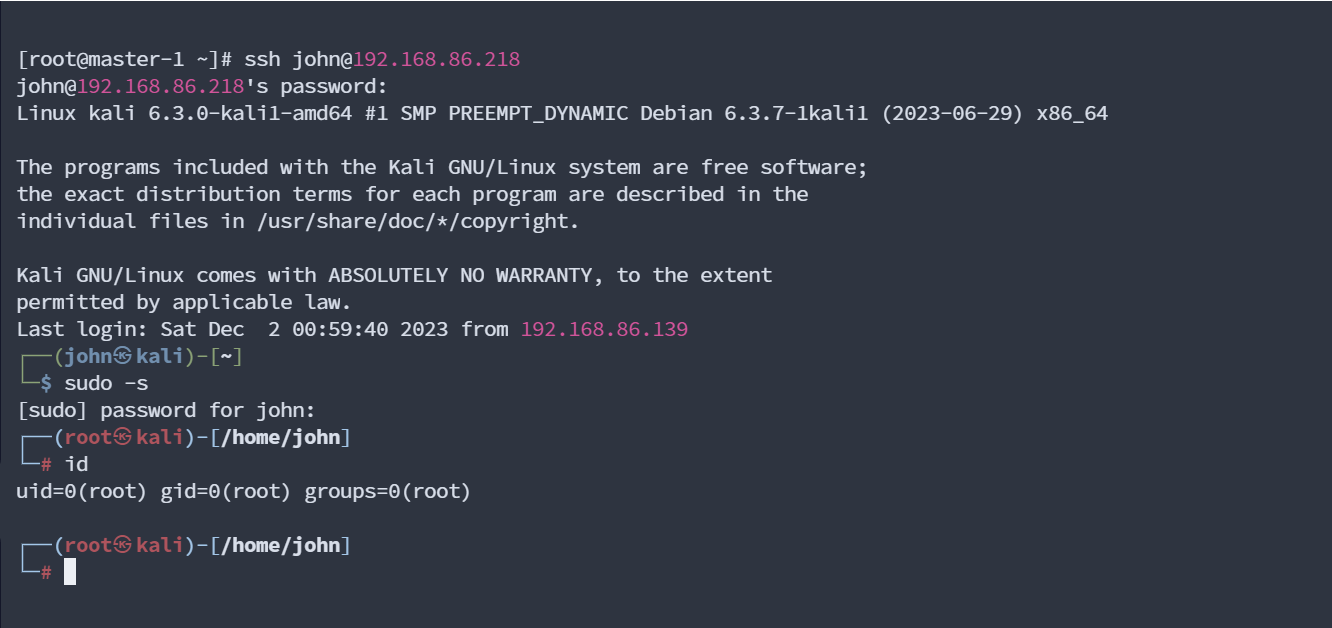 [root@master-1 ~]# ssh john@192.168.86.218
john@192.168.86.218's password:
Linux kali 6.3.0-kali1-amd64 #1 SMP PREEMPT_DYNAMIC Debian 6.3.7-1kali1 (2023-06-29) x86_64
The programs included with the Kali GNU/Linux system are free software;
the exact distribution terms for each program are described in the
individual files in /usr/share/doc/*/copyright.
Kali GNU/Linux comes with ABSOLUTELY NO WARRANTY, to the extent
permitted by applicable law.
Last login: Sat Dec  2 00:59:40 2023 from 192.168.86.139
┌──(john㉿kali)-[~]
└─$ sudo -s
[sudo] password for john:
┌──(root㉿kali)-[/home/john]
└─# id
uid=0(root) gid=0(root) groups=0(root)
┌──(root㉿kali)-[/home/john]
└─#